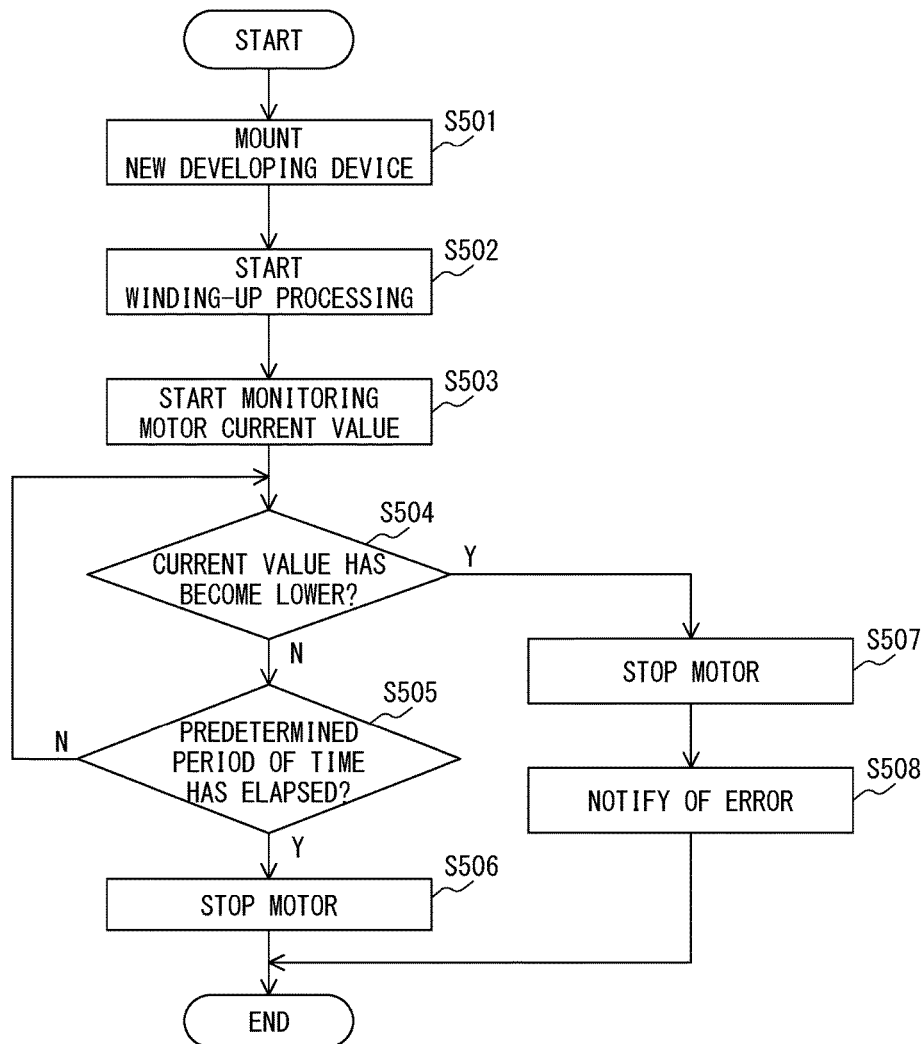 START
S501
MOUNT
NEW DEVELOPING DEVICE
S502
START
WINDING-UP PROCESSING
S503
START MONITORING
MOTOR CURRENT VALUE
S504
CURRENT VALUE HAS
BECOME LOWER?
Y
N
S505
PREDETERMINED
PERIOD OF TIME
HAS ELAPSED?
N
Y
S506
STOP MOTOR
S507
STOP MOTOR
S508
NOTIFY OF ERROR
END